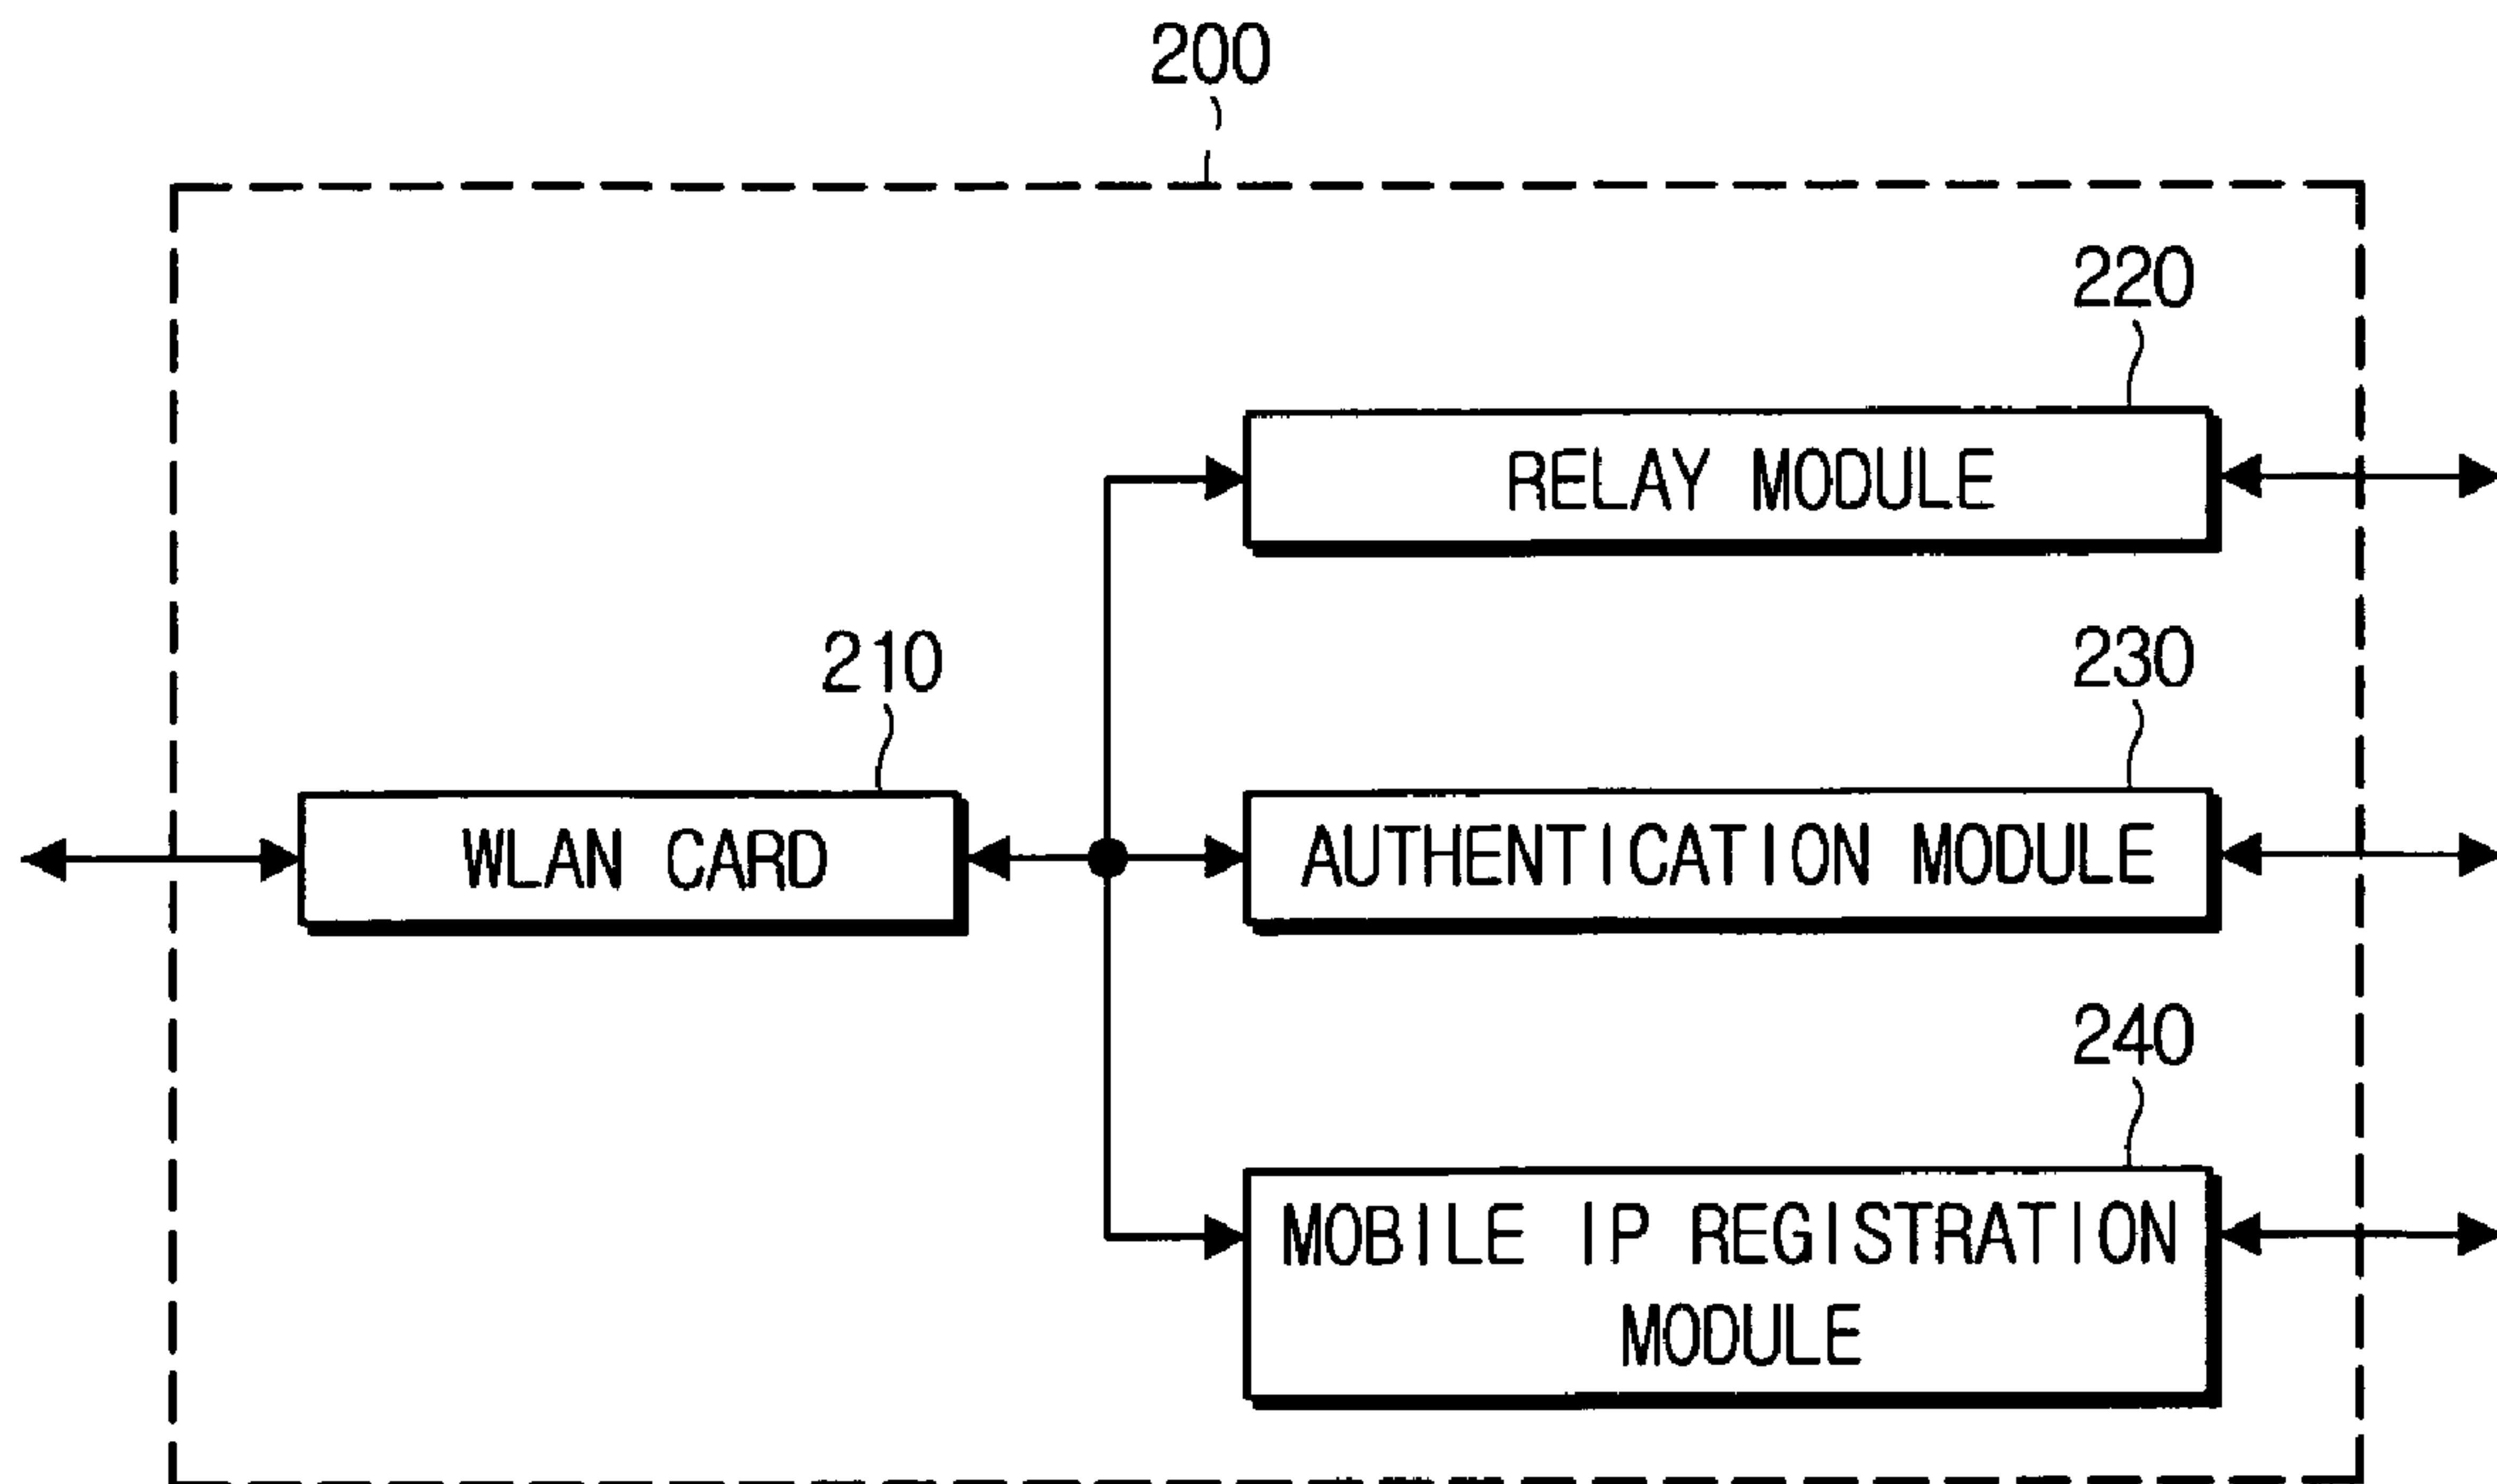 200
220
RELAY MODULE
210
230
WLAN CARD
AUTHENTICATION MODULE
240
MOBILE IP REGISTRATION
MODULE